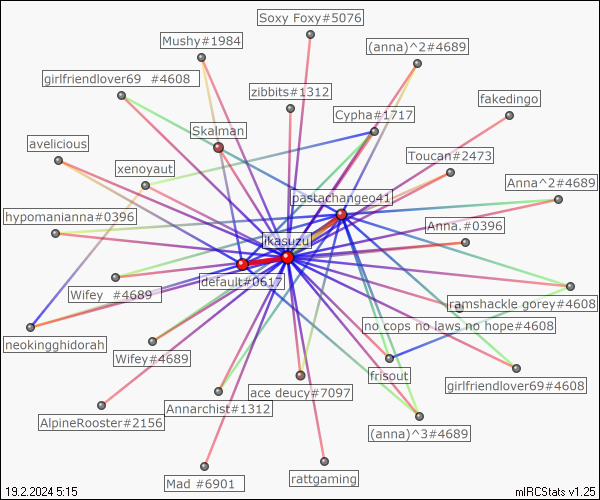 Soxy Foxy#5076
Mushy#1984
(anna)^2#4689
girlfriendlover69 #4608
zibbits#1312
fakedingo
Cypha#1717
Skalman
avelicious
Toucan#2473
xenoyaut
Anna^2#4689
pastachangeo41
hypomanianna#0396
Anna.#0396
ikasuzu
default#0617
Wifey #4689
ramshackle gorey#4608
no cops no laws no hope#4608
neokingghidorah
Wifey#4689
frisout
girlfriendlover69#4608
ace deucy#7097
Annarchist#1312
AlpineRooster#2156
(anna)^3#4689
Mad #6901
rattgaming
19.2.2024 5:15
mIRCStats v1.25